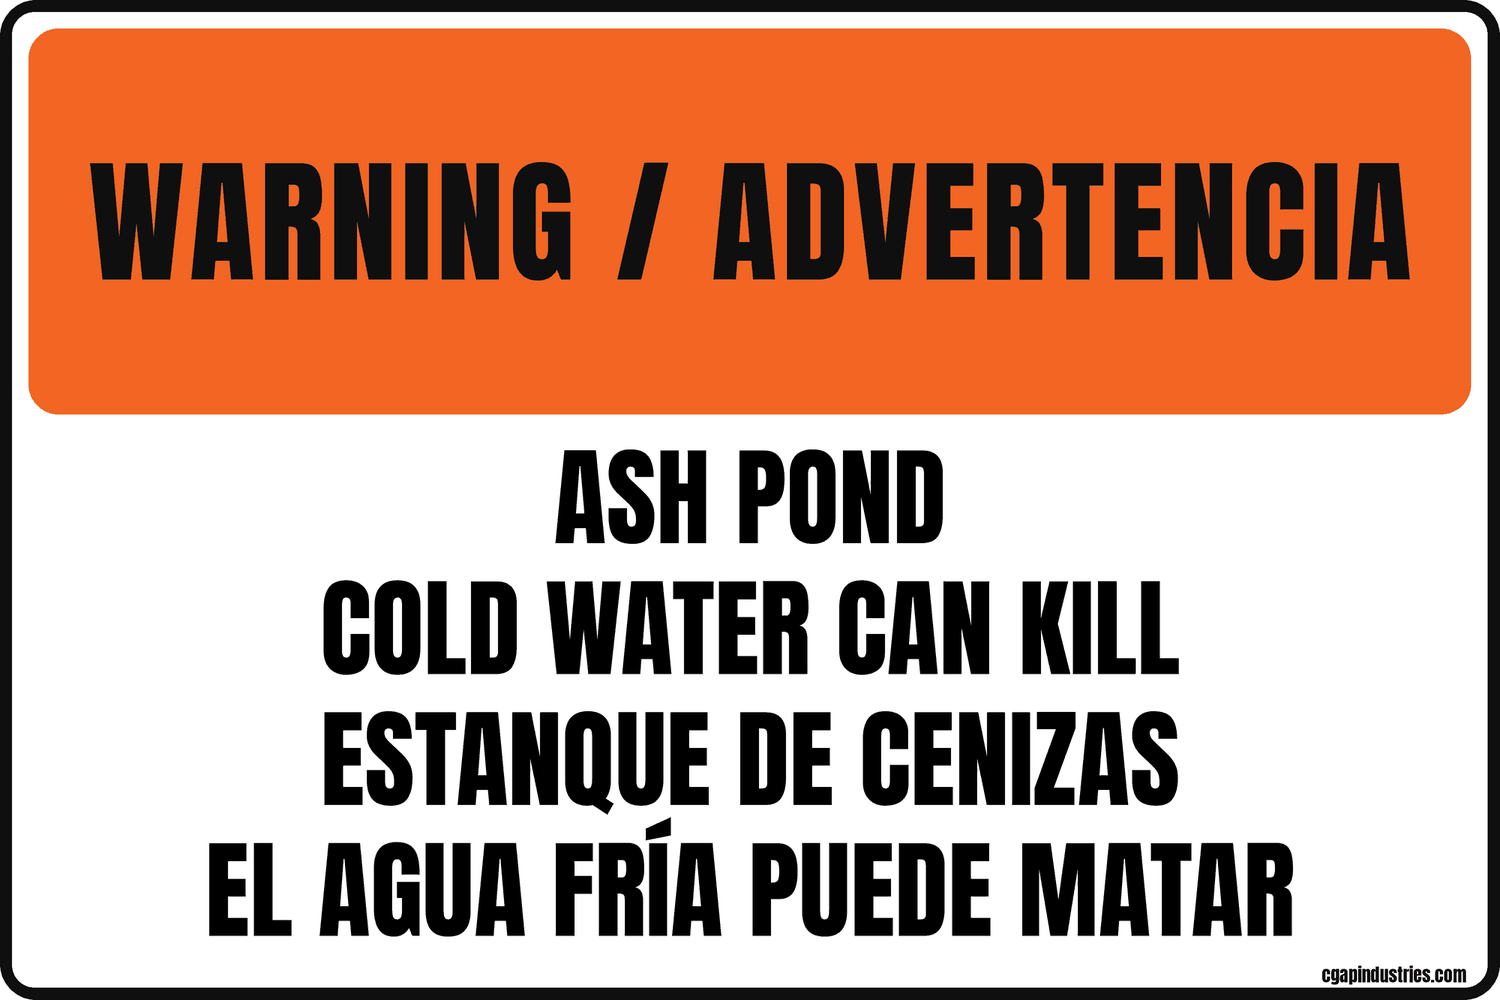 WARNING / ADVERTENCIA
ASH POND
COLD WATER CAN KILL
ESTANQUE DE CENIZAS
EL AGUA FRÍA PUEDE MATAR
cgapindustries.com